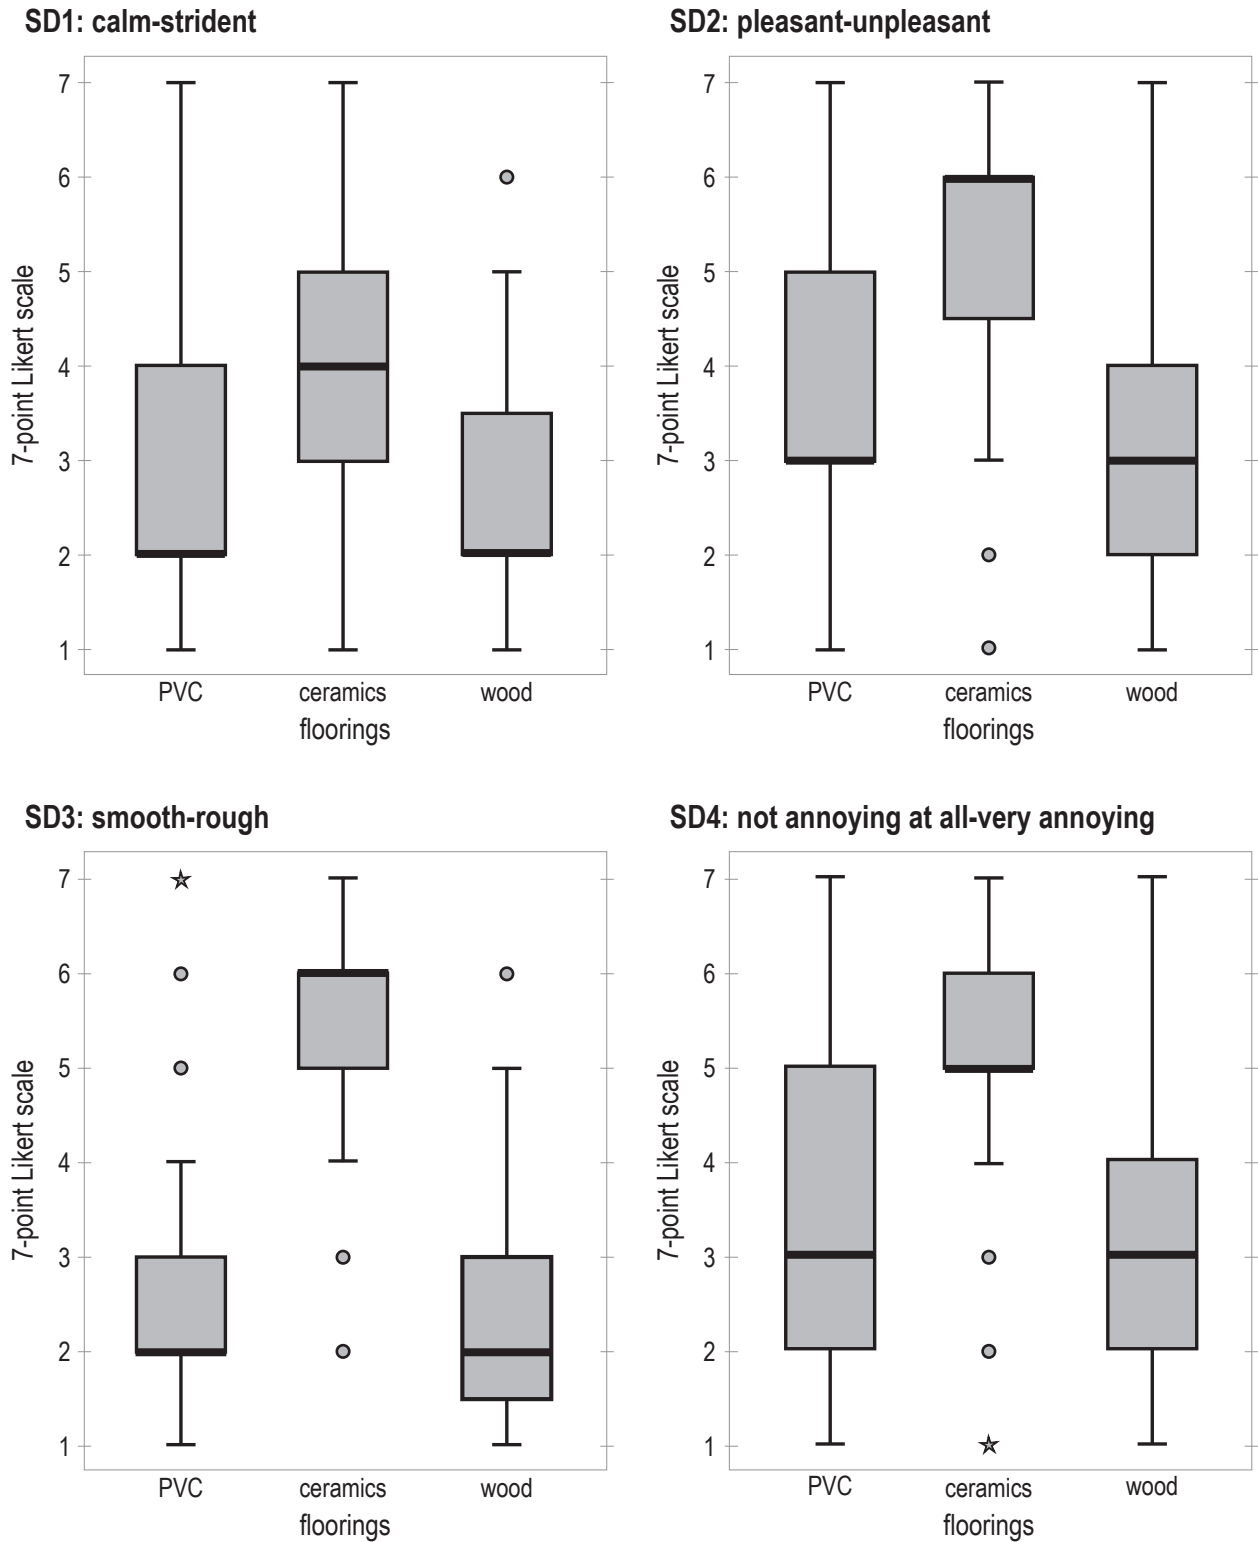 SD1: calm-strident
7
6
5
4
3
2
1
7-point Likert scale
PVC ceramics wood
floorings
SD2: pleasant-unpleasant
7
6
5
4
3
2
1
7-point Likert scale
PVC ceramics wood
floorings
SD3: smooth-rough
7
6
5
4
3
2
1
7-point Likert scale
PVC ceramics wood
floorings
SD4: not annoying at all-very annoying
7
6
5
4
3
2
1
7-point Likert scale
PVC ceramics wood
floorings